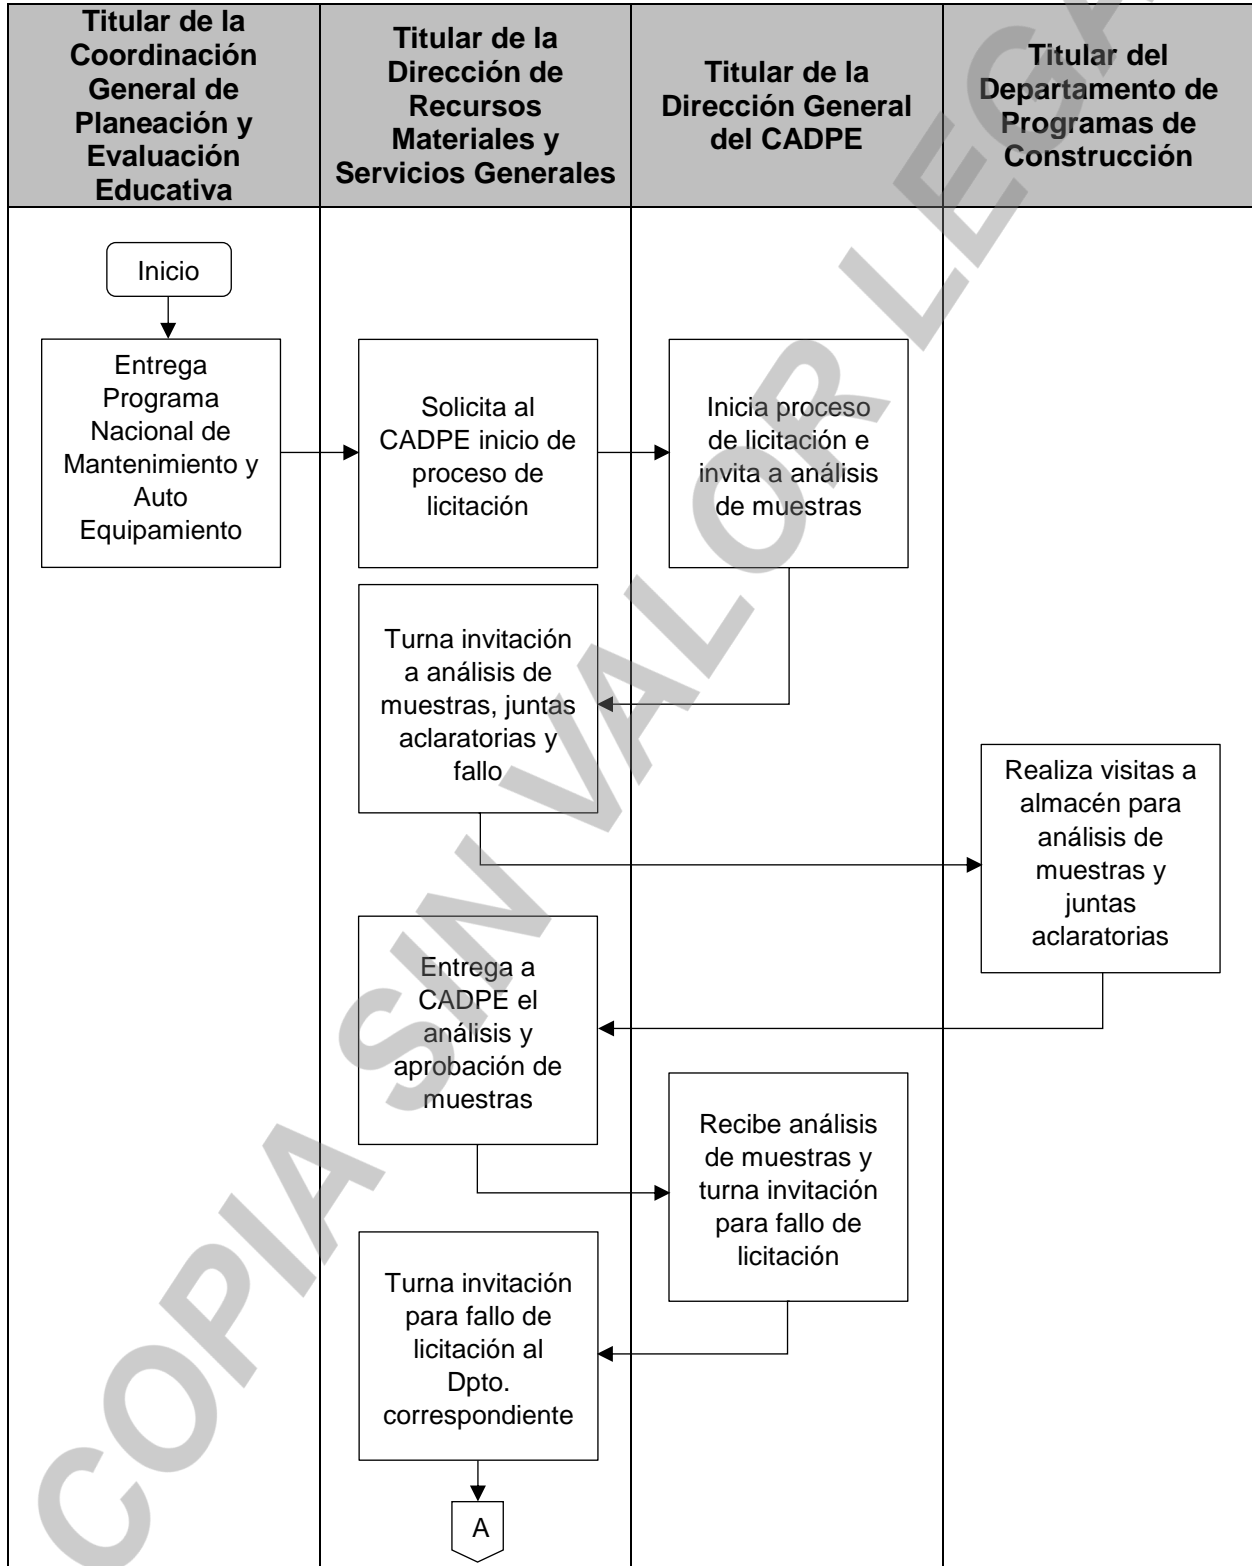 Titular de la
Coordinación
General de
Planeación y
Evaluación
Educativa
Titular de la
Dirección de
Recursos
Materiales y
Servicios Generales
Titular de la
Dirección General
del CADPE
Titular del
Departamento de
Programas de
Construcción
Inicio
Entrega
Programa
Nacional de
Mantenimiento y
Auto
Equipamiento
Solicita al
CADPE inicio de
proceso de
licitación
Inicia proceso
de licitación e
invita a análisis
de muestras
Turna invitación
a análisis de
muestras, juntas
aclaratorias y
fallo
Realiza visitas a
almacén para
análisis de
muestras y
juntas
aclaratorias
Entrega a
CADPE el
análisis y
aprobación de
muestras
Recibe análisis
de muestras y
turna invitación
para fallo de
licitación
Turna invitación
para fallo de
licitación al
Dpto.
correspondiente
A
COPIA SIN VALOR LEGAL